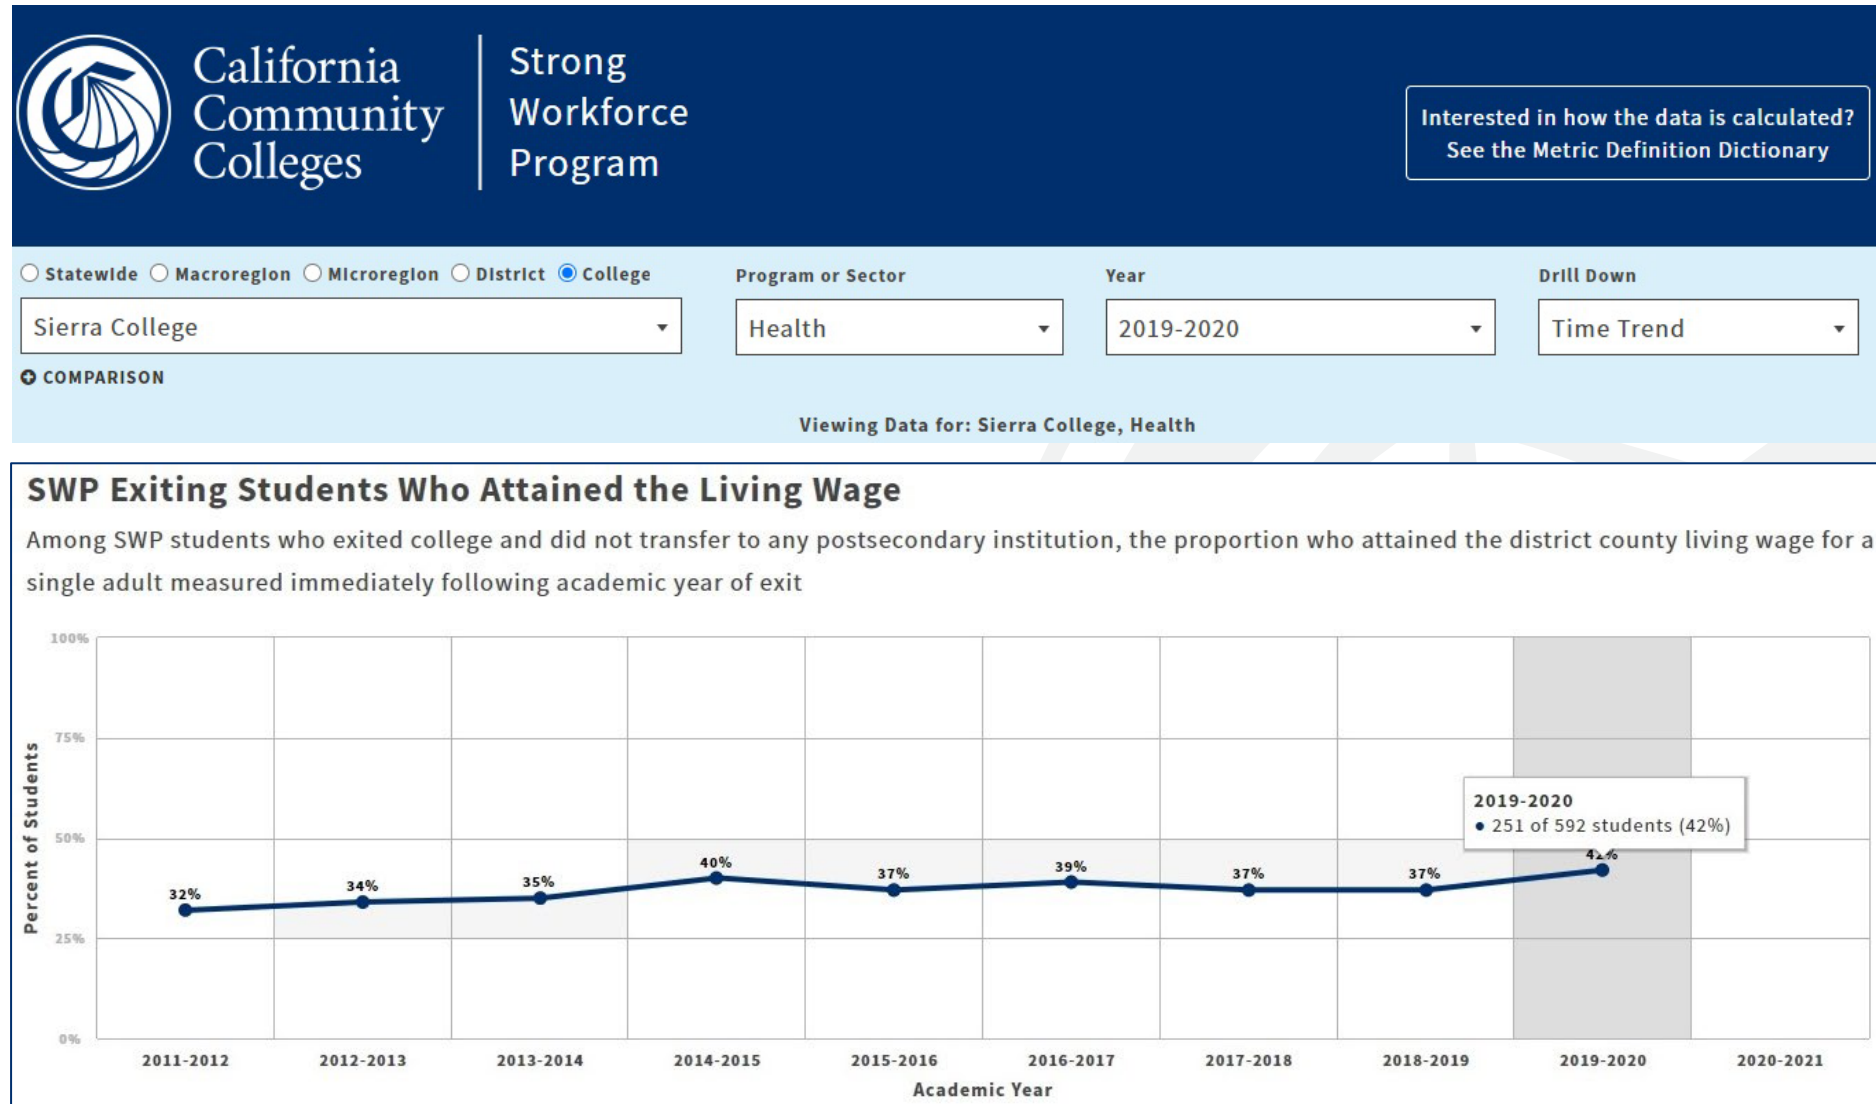 California
Community
Colleges
Strong
Workforce
Program
Interested in how the data is calculated?
See the Metric Definition Dictionary
Statewide Macroregion Microregion District College
Program or Sector
Year
Drill Down
Sierra College
Health
2019-2020
Time Trend
COMPARISON
Viewing Data for: Sierra College, Health
SWP Exiting Students Who Attained the Living Wage
Among SWP students who exited college and did not transfer to any postsecondary institution, the proportion who attained the district county living wage for a
single adult measured immediately following academic year of exit
100%
75%
50%
25%
0%
Percent of Students
32%
34%
35%
40%
37%
39%
37%
37%
42%
2019-2020
• 251 of 592 students (42%)
2011-2012
2012-2013
2013-2014
2014-2015
2015-2016
2016-2017
2017-2018
2018-2019
2019-2020
2020-2021
Academic Year